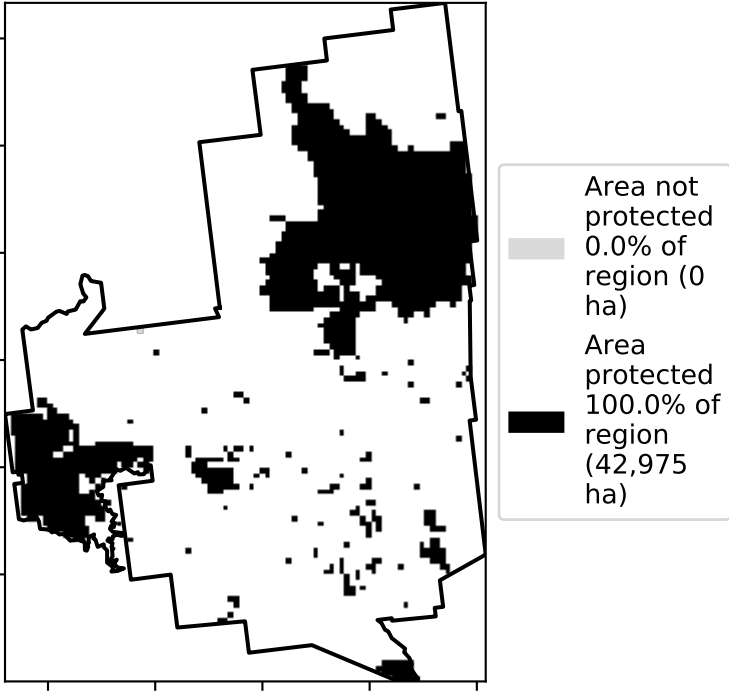 Area not
protected
0.0% of
region (0
ha)
Area
protected
100.0% of
region
(42,975
ha)